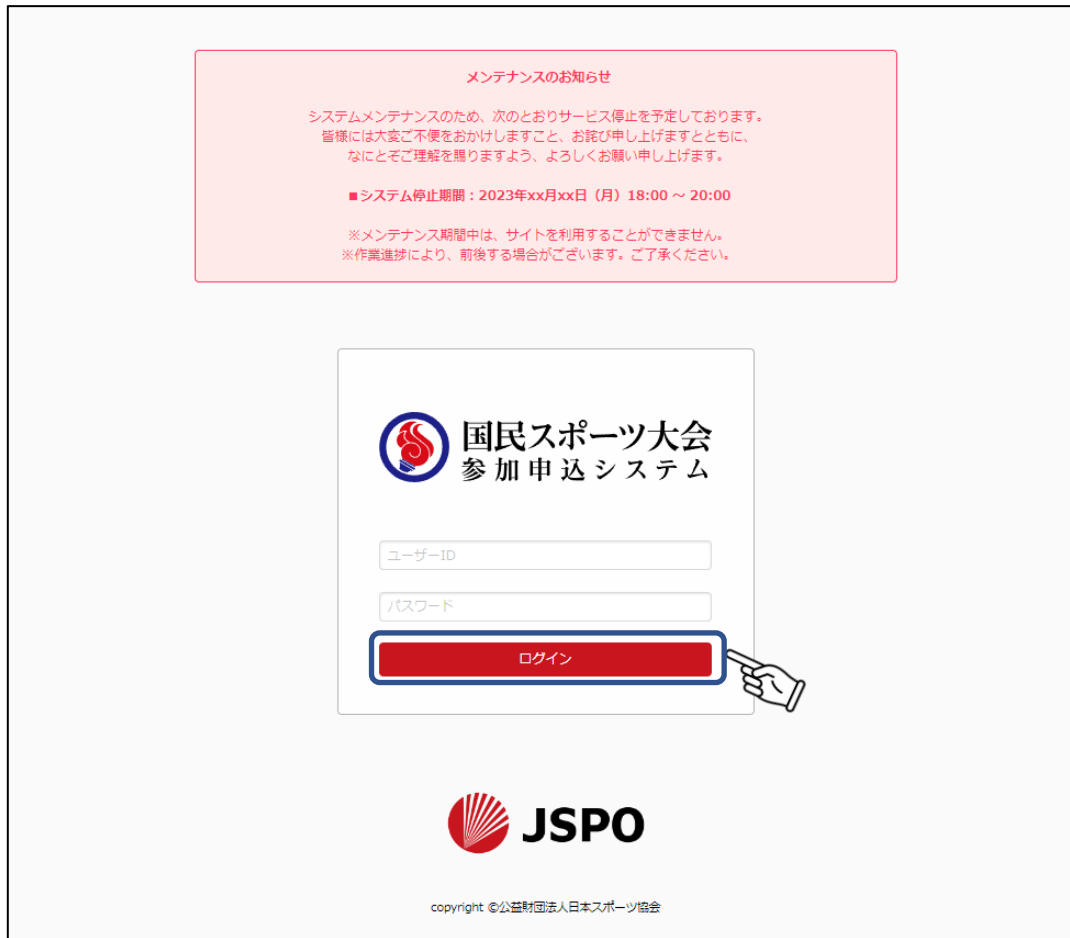 メンテナンスのお知らせ
システムメンテナンスのため、次のとおりサービス停止を予定しております。
皆様には大変ご不便をおかけしますこと、お詫び申し上げますとともに、
なにとぞご理解を賜りますよう、よろしくお願い申し上げます。
■システム停止期間：2023年xx月xx日（月）18:00 ～ 20:00
※メンテナンス期間中は、サイトを利用することができません。
※作業進捗により、前後する場合がございます。ご了承ください。
国民スポーツ大会
参加申込システム
ユーザーID
パスワード
ログイン
JSPO
copyright ©公益財団法人日本スポーツ協会